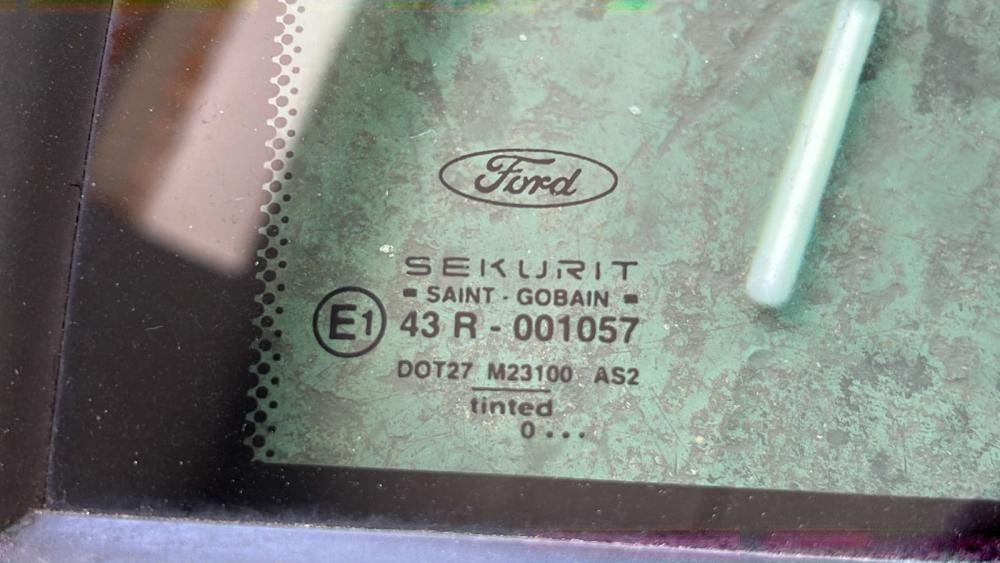 Ford
SEKURIT
SAINT - GOBAIN
E1 43 R - 001057
DOT27 M23100 AS2
tinted
0 ...